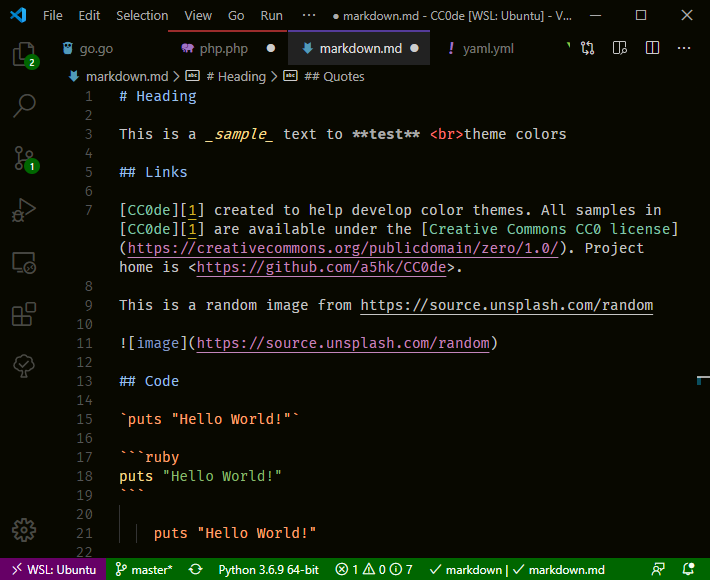 File Edit Selection View Go Run ··· ● markdown.md - CC0de [WSL: Ubuntu] - V...
go.go php.php ● markdown.md ● ! yaml.yml ···
markdown.md > # Heading > ## Quotes
1 # Heading
2
3 This is a _sample_ text to **test** <br>theme colors
4
5 ## Links
6
7 [CC0de][1] created to help develop color themes. All samples in
[CC0de][1] are available under the [Creative Commons CC0 license]
(https://creativecommons.org/publicdomain/zero/1.0/). Project
home is <https://github.com/a5hk/CC0de>.
8
9 This is a random image from https://source.unsplash.com/random
10
11 ![image](https://source.unsplash.com/random)
12
13 ## Code
14
15 `puts "Hello World!"`
16
17 ```ruby
18 puts "Hello World!"
19 ```
20
21 puts "Hello World!"
22
2
1
WSL: Ubuntu master* Python 3.6.9 64-bit 1 0 7 markdown | markdown.md